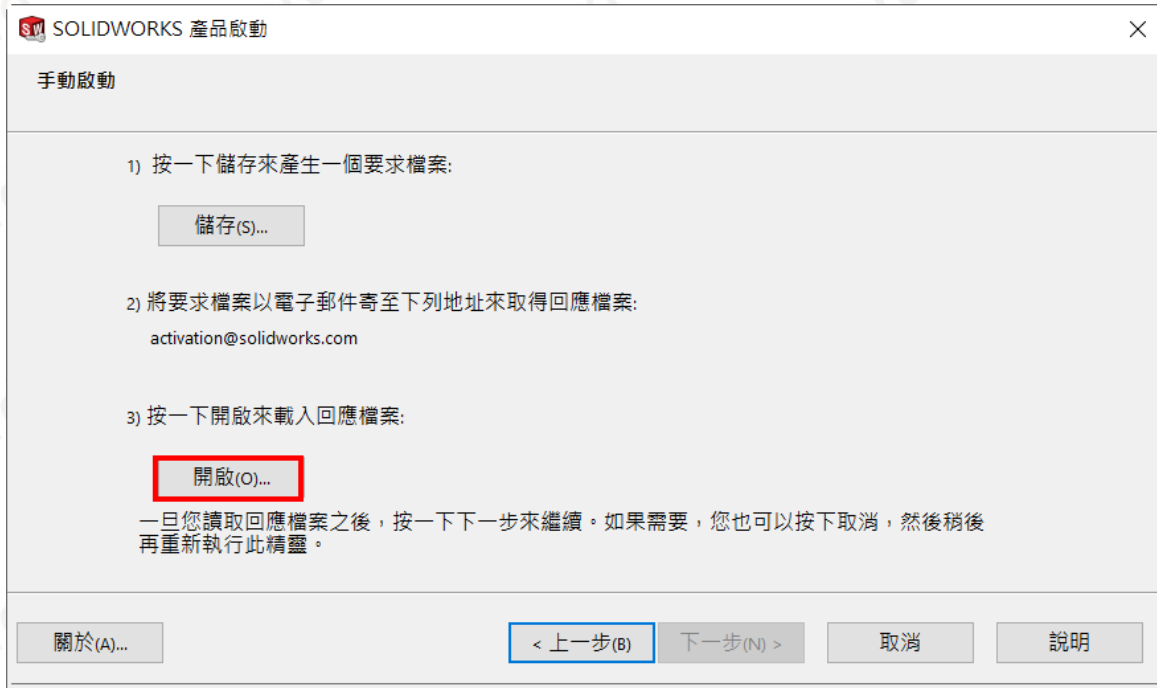 SOLIDWORKS 產品啟動
手動啟動
1) 按一下儲存來產生一個要求檔案:
儲存(S)...
2) 將要求檔案以電子郵件寄至下列地址來取得回應檔案:
activation@solidworks.com
3) 按一下開啟來載入回應檔案:
開啟(O)...
一旦您讀取回應檔案之後，按一下下一步來繼續。如果需要，您也可以按下取消，然後稍後
再重新執行此精靈。
關於(A)...
< 上一步(B)
下一步(N) >
取消
說明